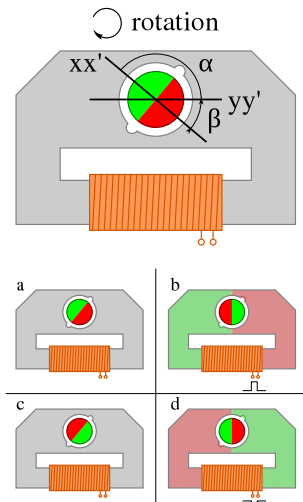 rotation
xx' α
yy'
β
a b
c d